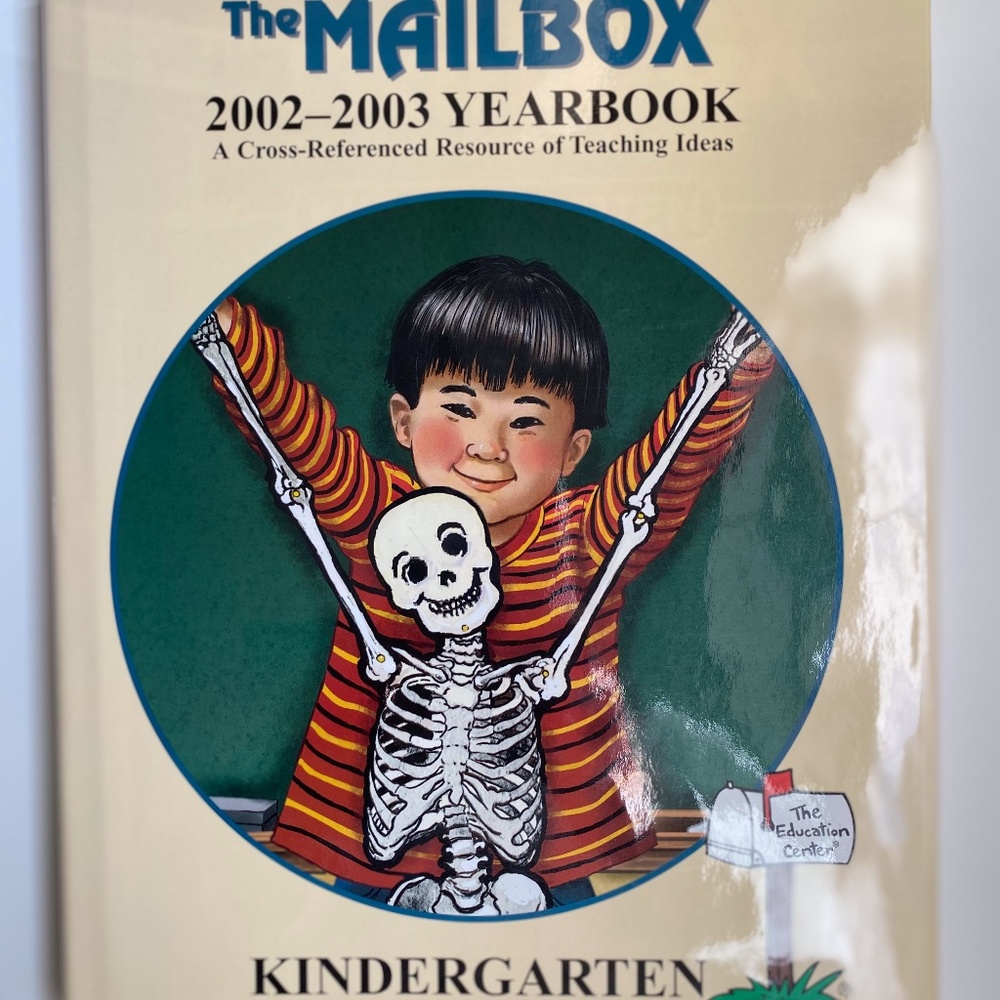 The MAILBOX
2002–2003 YEARBOOK
A Cross-Referenced Resource of Teaching Ideas
The
Education
Center®
KINDERGARTEN
®